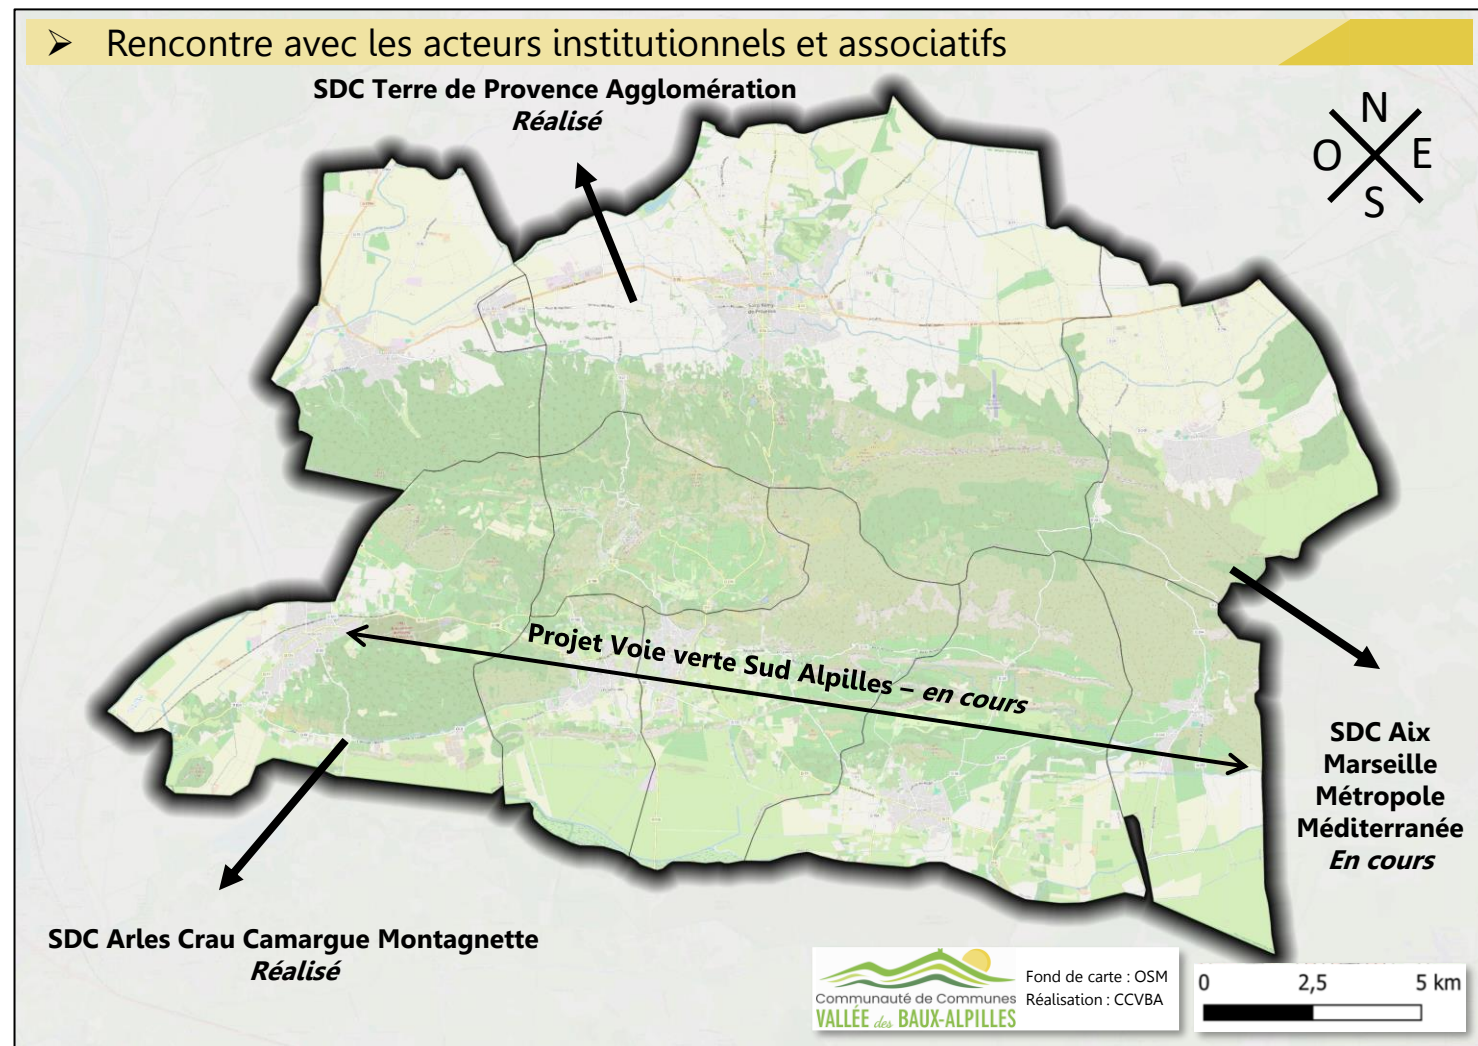 ➢ Rencontre avec les acteurs institutionnels et associatifs
SDC Terre de Provence Agglomération
Réalisé
N
O E
S
Projet Voie verte Sud Alpilles – en cours
SDC Aix
Marseille
Métropole
Méditerranée
En cours
SDC Arles Crau Camargue Montagnette
Réalisé
Communauté de Communes
VALLÉE des BAUX-ALPILLES
Fond de carte : OSM
Réalisation : CCVBA
0 2,5 5 km